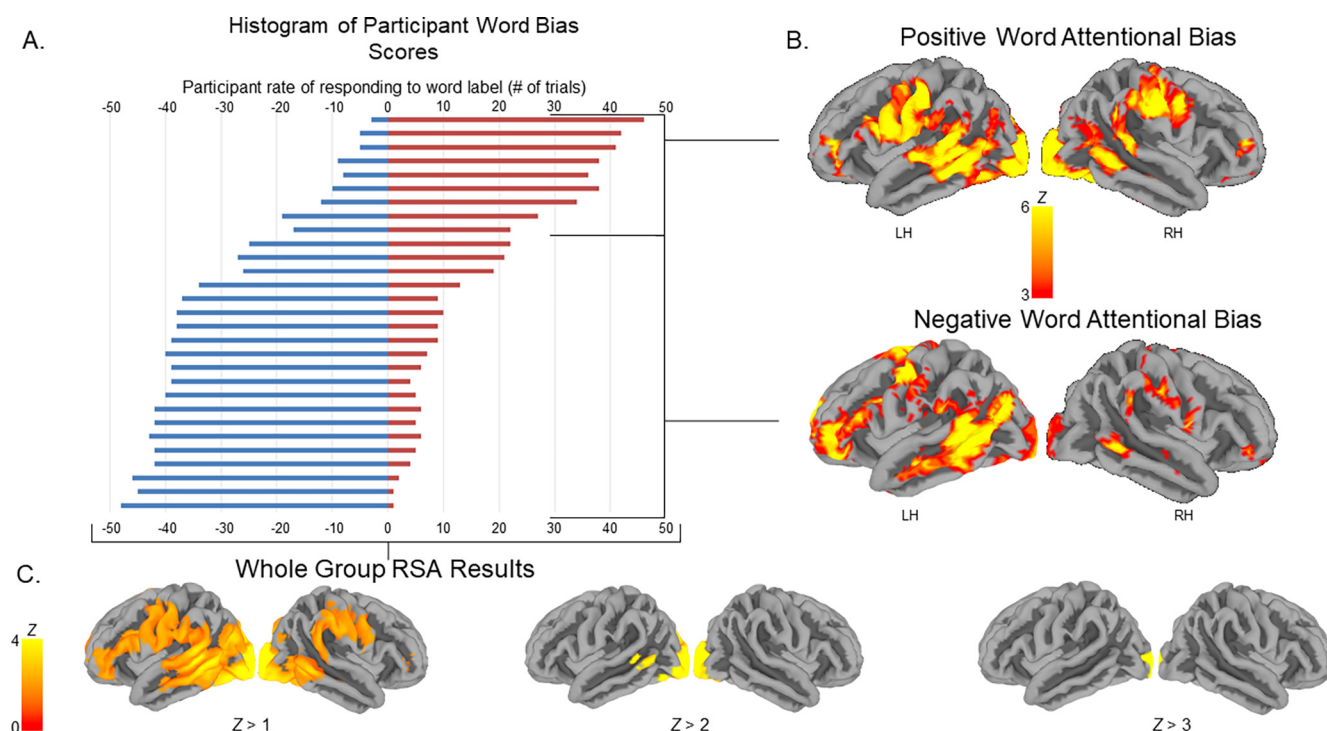 A.
Histogram of Participant Word Bias
Scores
Participant rate of responding to word label (# of trials)
-50 -40 -30 -20 -10 0 10 20 30 40 50
-50 -40 -30 -20 -10 0 10 20 30 40 50
B.
Positive Word Attentional Bias
LH
RH
6 Z
3
Negative Word Attentional Bias
LH
RH
C.
Whole Group RSA Results
4 Z
0
Z > 1
Z > 2
Z > 3